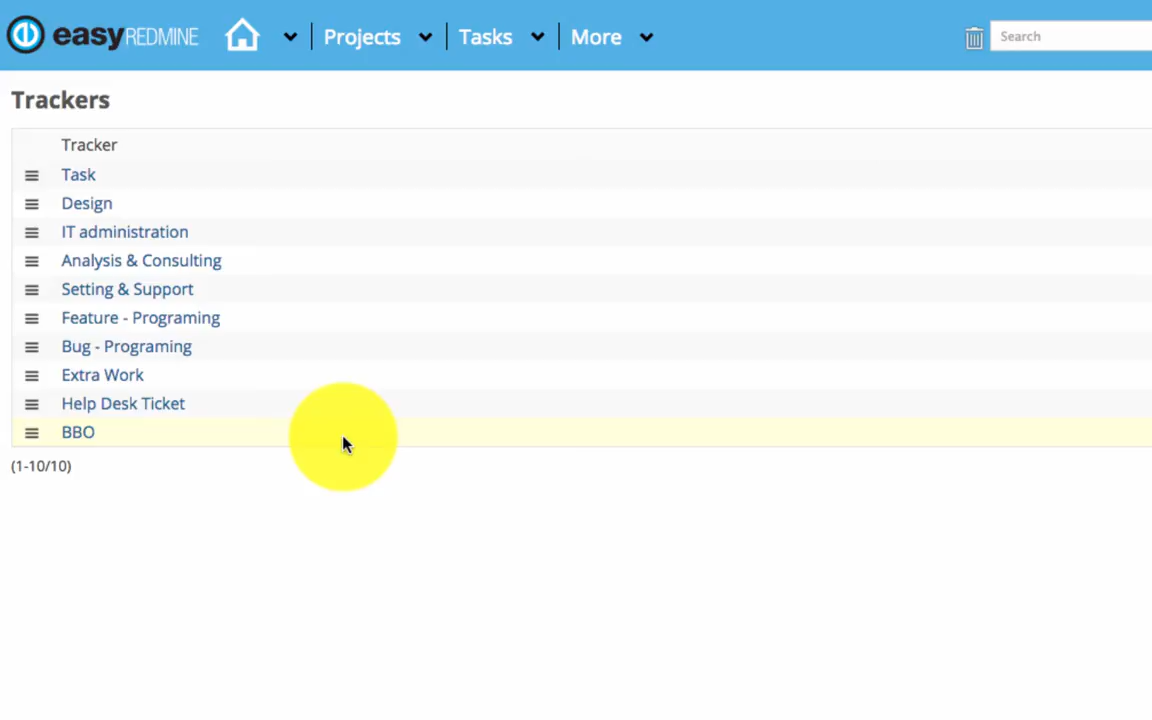 easyREDMINE Projects Tasks More Search
Trackers
Tracker
Task
Design
IT administration
Analysis & Consulting
Setting & Support
Feature - Programing
Bug - Programing
Extra Work
Help Desk Ticket
BBO
(1-10/10)